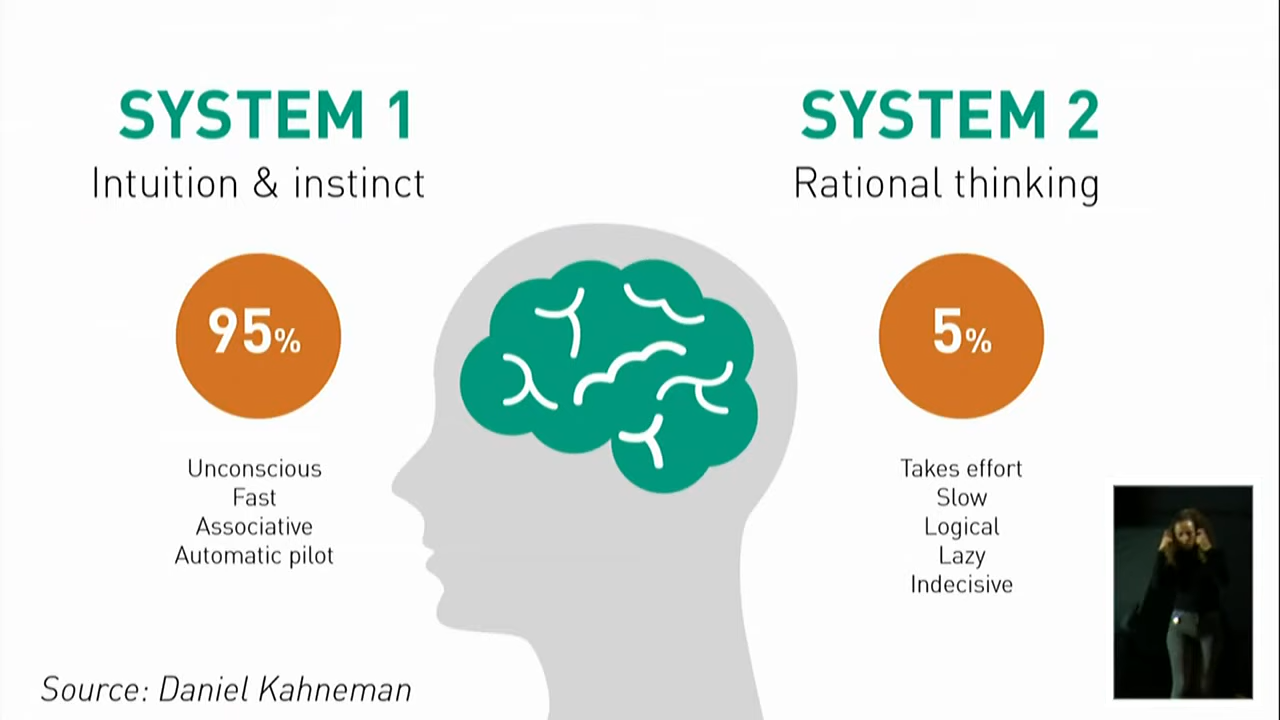 SYSTEM 1
Intuition & instinct
95%
Unconscious
Fast
Associative
Automatic pilot
SYSTEM 2
Rational thinking
5%
Takes effort
Slow
Logical
Lazy
Indecisive
Source: Daniel Kahneman